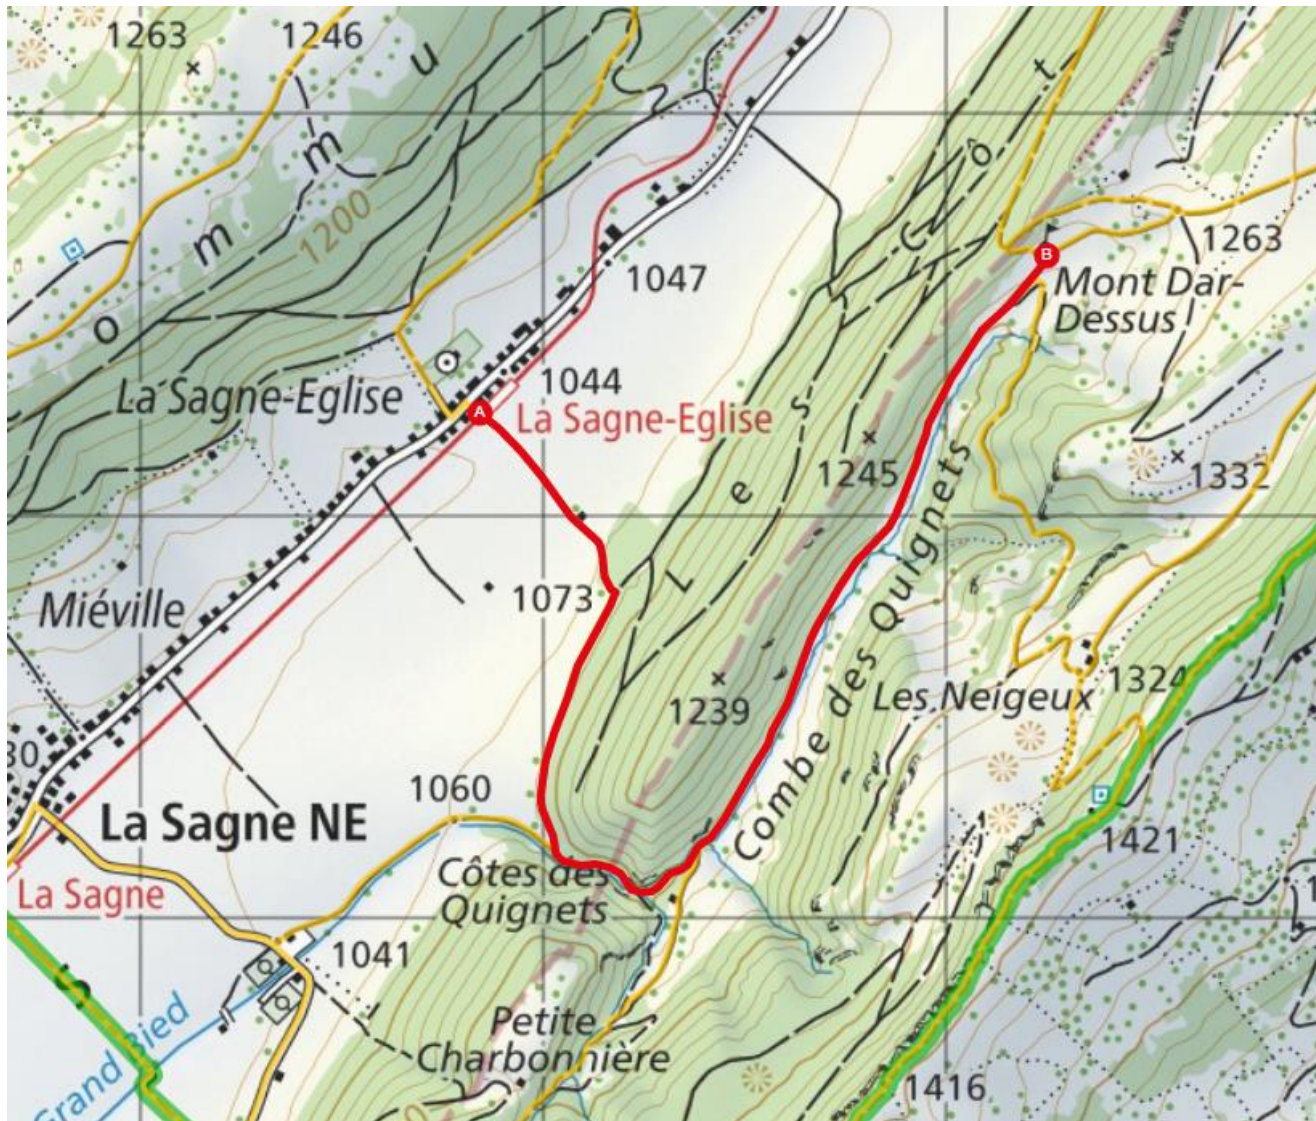 1263
1246
u
t
m
m
o
1200
C ô
1263
1047
Mont Dar-
Dessus
1044
La Sagne-Eglise
La Sagne-Eglise
A
B
L e s
1245
1332
Miéville
1073
Combe des Quignets
1239
Les Neigeux
1324
1060
La Sagne NE
1421
Côtes des
Quignets
La Sagne
1041
Petite
Charbonnière
Grand Bied
1416